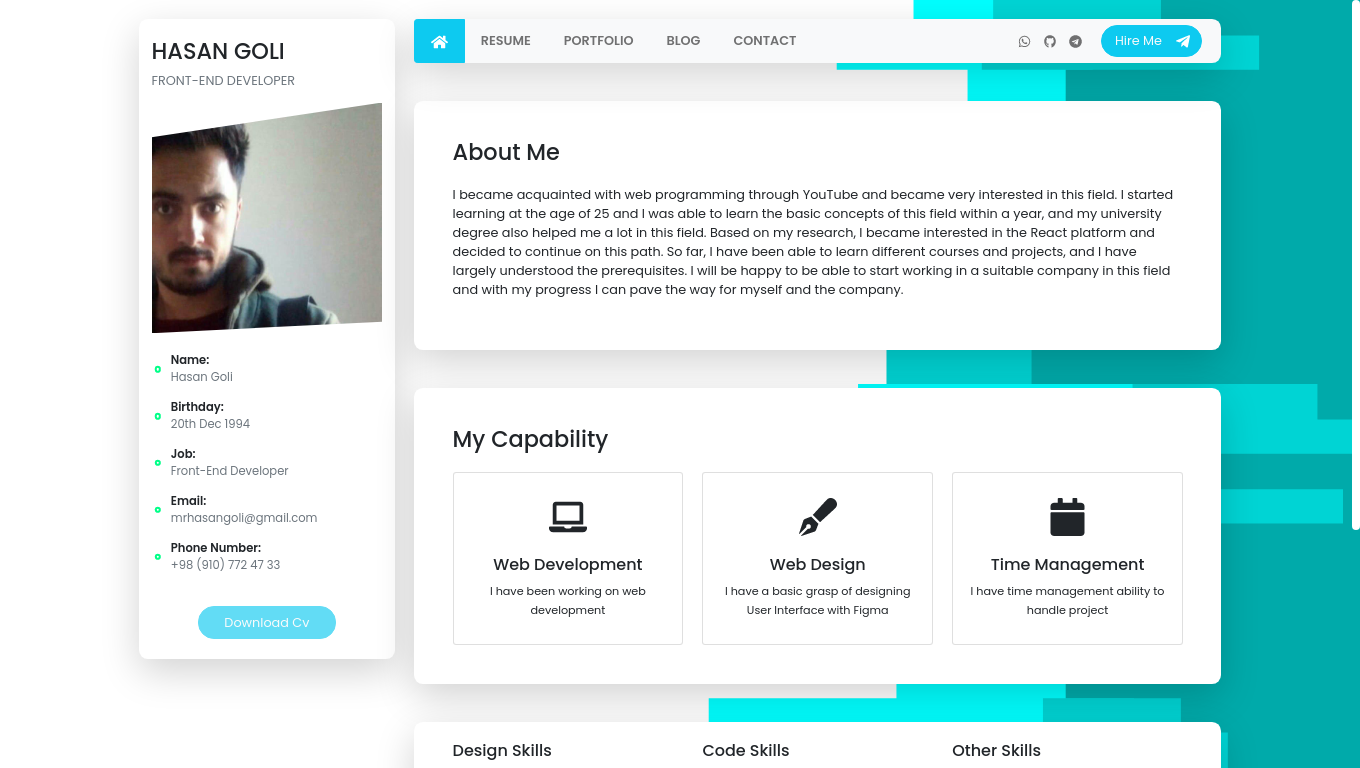 HASAN GOLI
FRONT-END DEVELOPER
Name:
Hasan Goli
Birthday:
20th Dec 1994
Job:
Front-End Developer
Email:
mrhasangoli@gmail.com
Phone Number:
+98 (910) 772 47 33
Download Cv
RESUME PORTFOLIO BLOG CONTACT Hire Me
About Me
I became acquainted with web programming through YouTube and became very interested in this field. I started
learning at the age of 25 and I was able to learn the basic concepts of this field within a year, and my university
degree also helped me a lot in this field. Based on my research, I became interested in the React platform and
decided to continue on this path. So far, I have been able to learn different courses and projects, and I have
largely understood the prerequisites. I will be happy to be able to start working in a suitable company in this field
and with my progress I can pave the way for myself and the company.
My Capability
Web Development
I have been working on web
development
Web Design
I have a basic grasp of designing
User Interface with Figma
Time Management
I have time management ability to
handle project
Design Skills Code Skills Other Skills